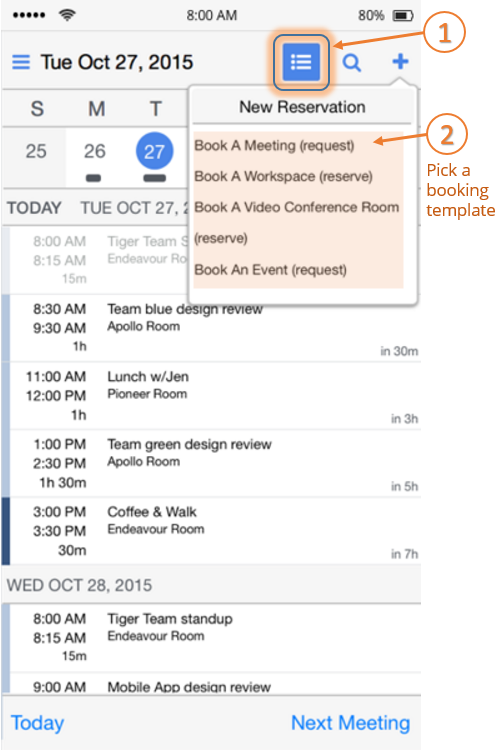 8:00 AM
80%
1
Tue Oct 27, 2015
New Reservation
S M T
Book A Meeting (request)
2
25 26 27
Book A Workspace (reserve)
Pick a
booking
template
TODAY TUE OCT 27, 2
Book A Video Conference Room
(reserve)
Book An Event (request)
8:00 AM Tiger Team S
8:15 AM Endeavour Ro
15m
8:30 AM Team blue design review
9:30 AM Apollo Room
1h
in 30m
11:00 AM Lunch w/Jen
12:00 PM Pioneer Room
1h
in 3h
1:00 PM Team green design review
2:30 PM Apollo Room
1h 30m
in 5h
3:00 PM Coffee & Walk
3:30 PM Endeavour Room
30m
in 7h
WED OCT 28, 2015
8:00 AM Tiger Team standup
8:15 AM Endeavour Room
15m
9:00 AM Mobile App design review
Today Next Meeting